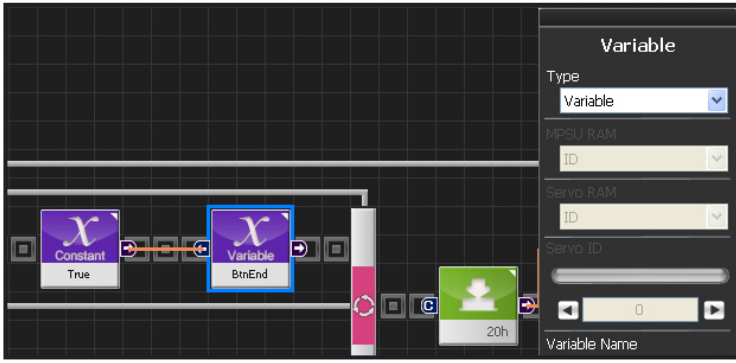 Variable
Type
Variable
MPSU RAM
ID
Servo RAM
ID
Servo ID
0
Variable Name
X
Constant
True
X
Variable
BtnEnd
C
C
20h